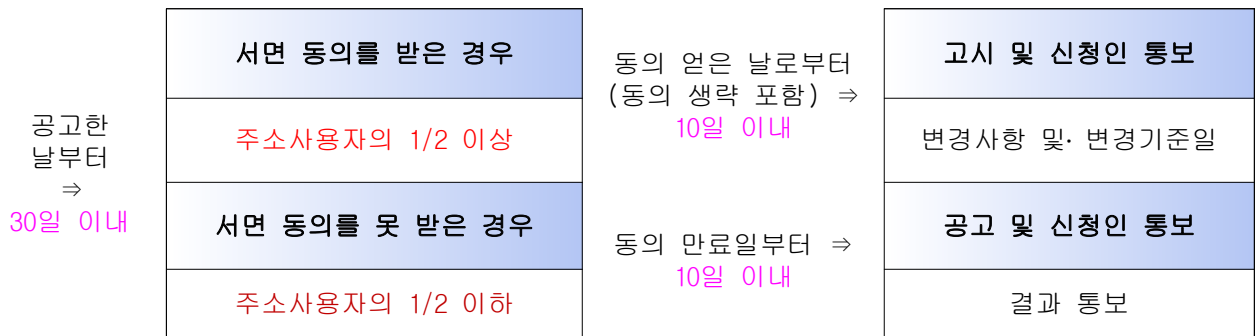 공고한
날부터
⇒
30일 이내
서면 동의를 받은 경우
주소사용자의 1/2 이상
서면 동의를 못 받은 경우
주소사용자의 1/2 이하
동의 얻은 날로부터
(동의 생략 포함) ⇒
10일 이내
동의 만료일부터 ⇒
10일 이내
고시 및 신청인 통보
변경사항 및· 변경기준일
공고 및 신청인 통보
결과 통보